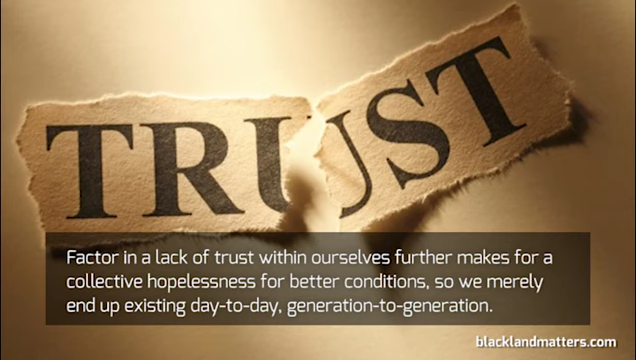 TRUST
Factor in a lack of trust within ourselves further makes for a
collective hopelessness for better conditions, so we merely
end up existing day-to-day, generation-to-generation.
blacklandmatters.com